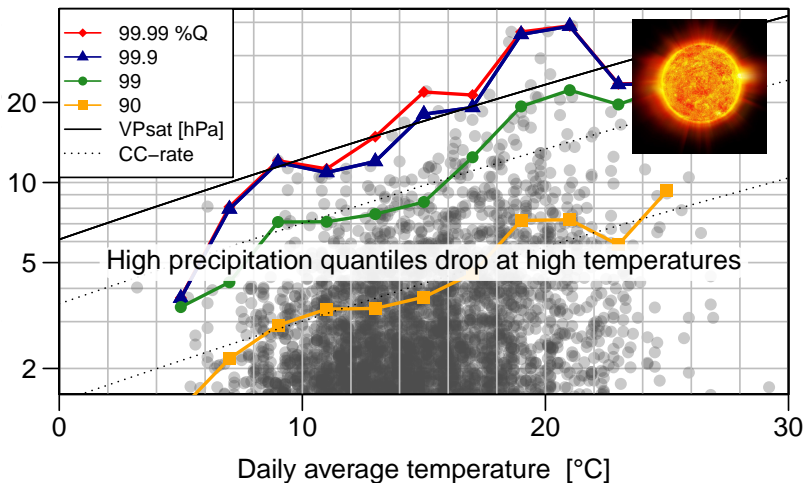 99.99 %Q
99.9
99
90
VPsat [hPa]
CC−rate
20
10
5
2
High precipitation quantiles drop at high temperatures
0
10
20
30
Daily average temperature  [°C]